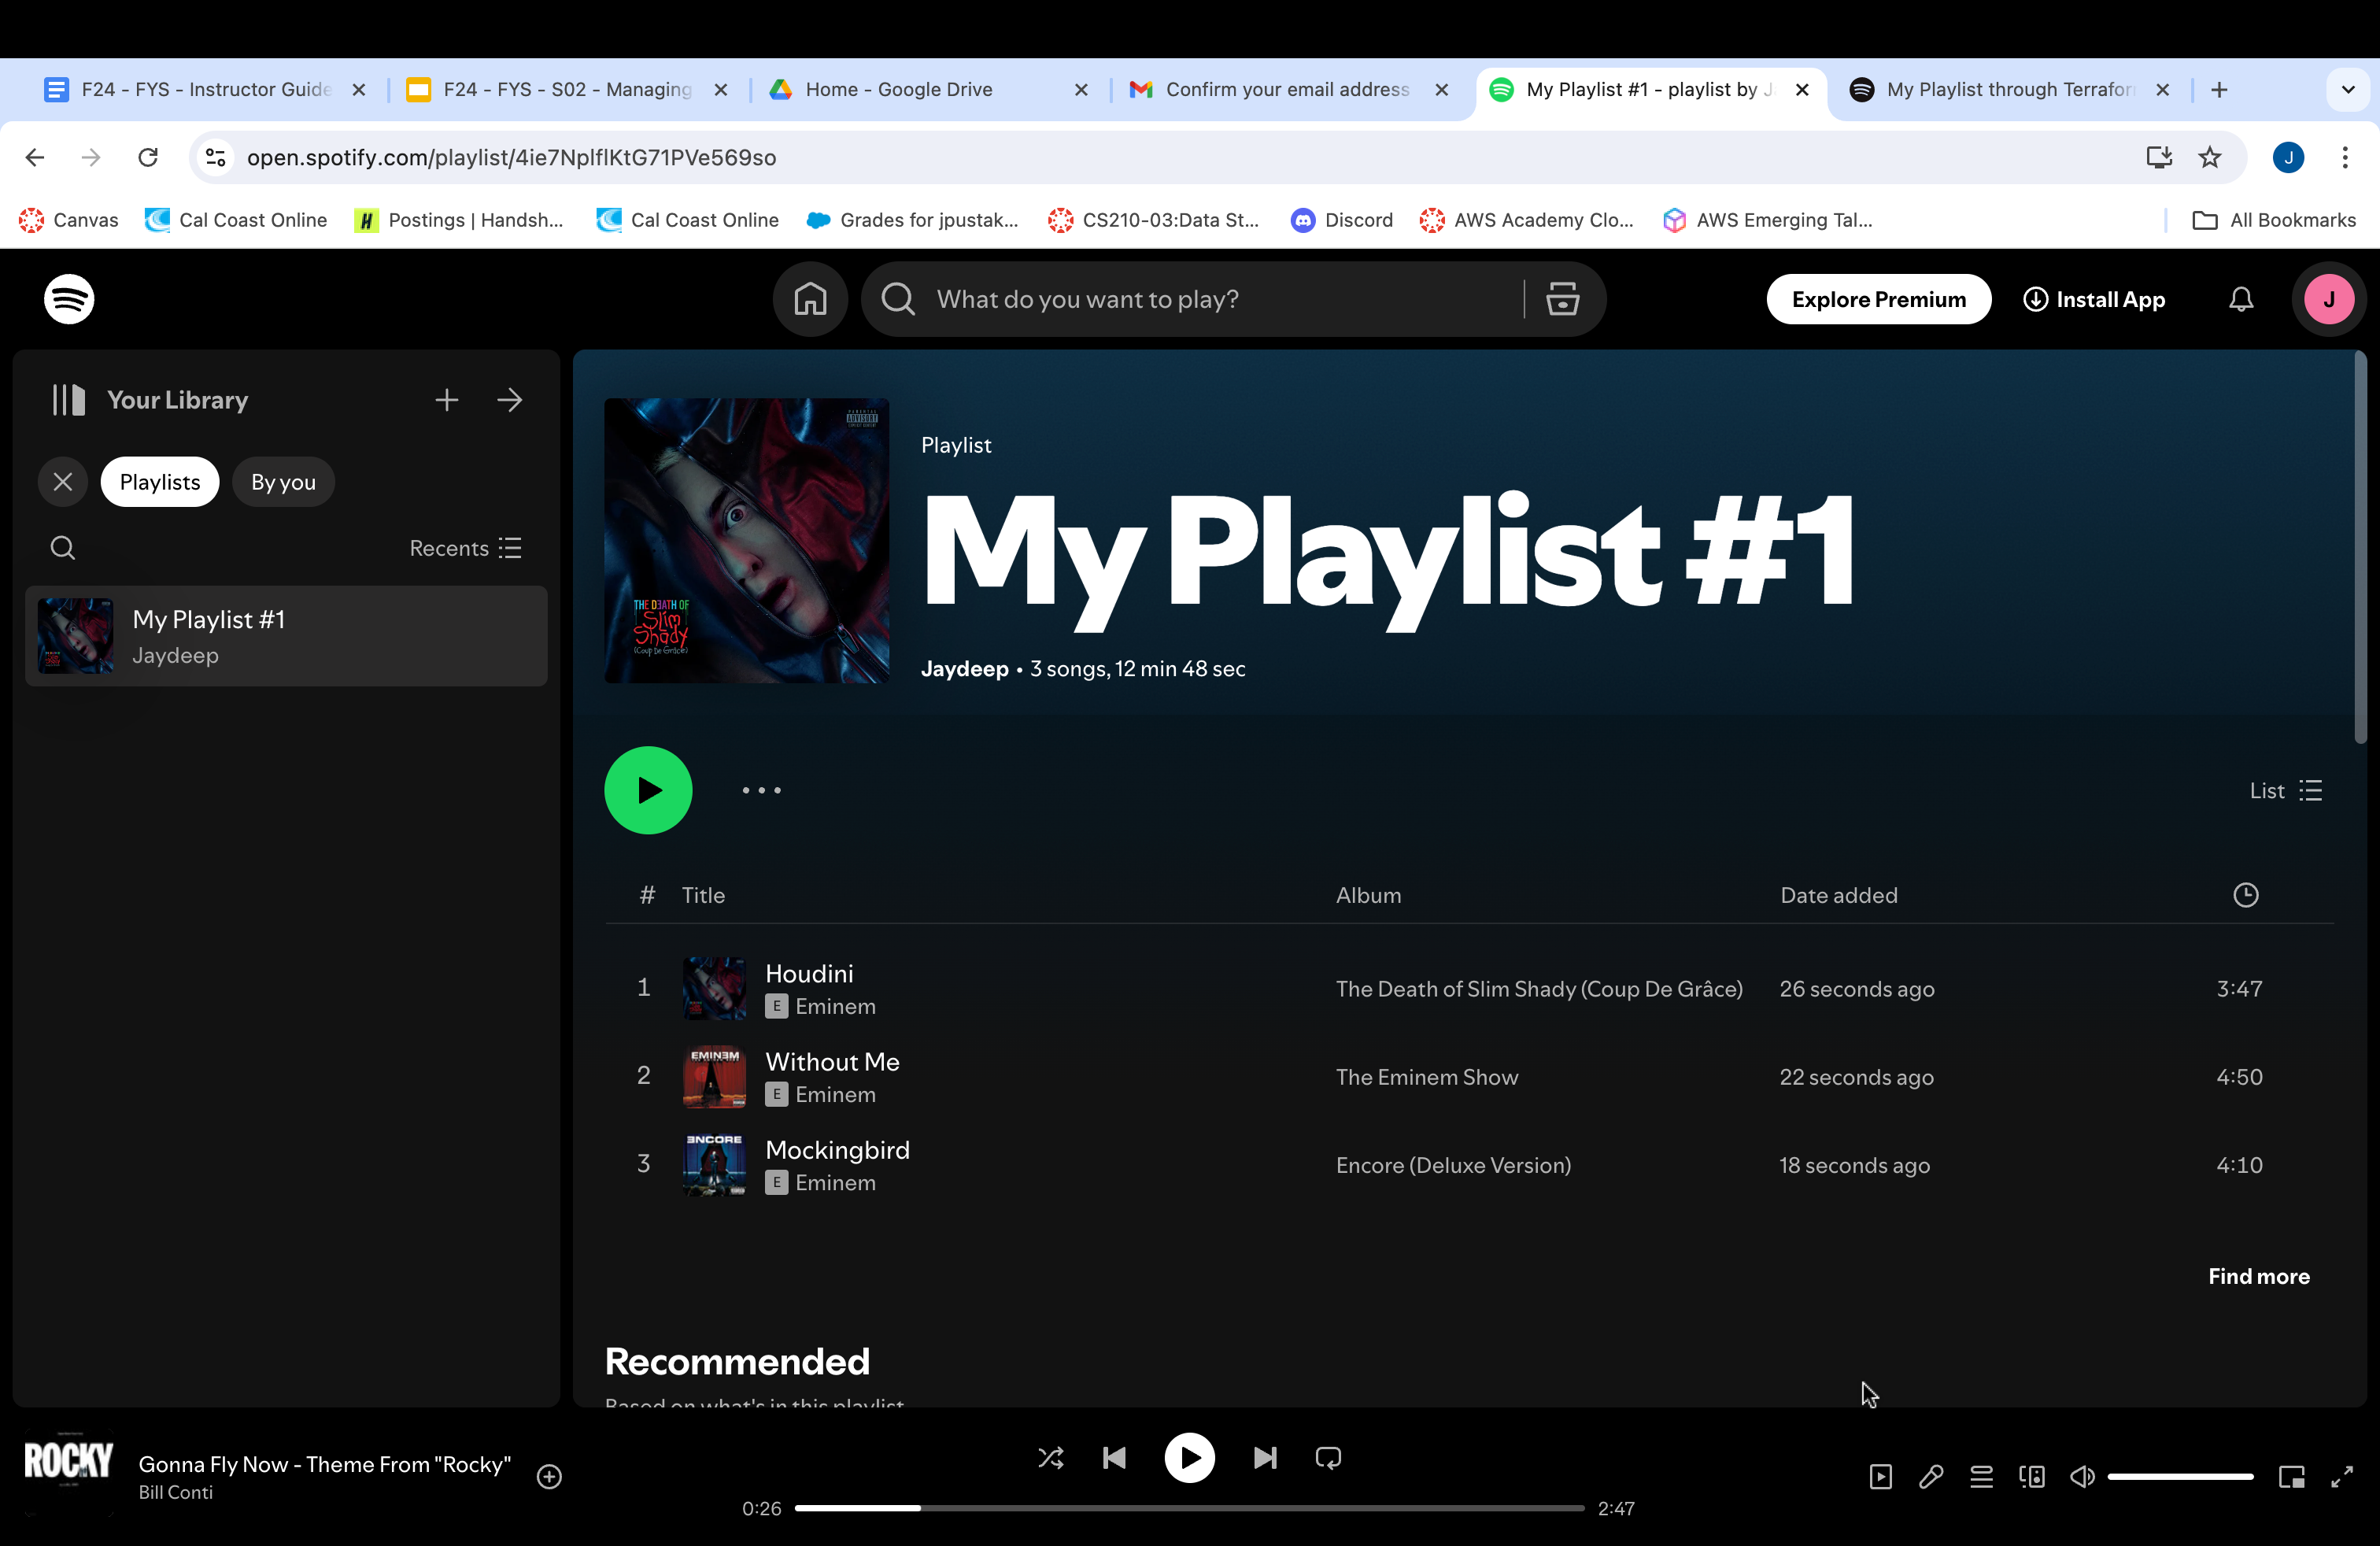 F24 - FYS - Instructor Guide
F24 - FYS - S02 - Managing
Home - Google Drive
Confirm your email address
My Playlist #1 - playlist by J
My Playlist through Terraform
open.spotify.com/playlist/4ie7NplflKtG71PVe569so
Canvas
Cal Coast Online
Postings | Handsh...
Cal Coast Online
Grades for jpustak...
CS210-03:Data St...
Discord
AWS Academy Clo...
AWS Emerging Tal...
All Bookmarks
J
What do you want to play?
Explore Premium
Install App
J
Your Library
Playlists
By you
Recents
My Playlist #1
Jaydeep
PARENTAL
ADVISORY
THE DEATH OF
Slim
Shady
(Coup De Grâce)
Playlist
My Playlist #1
Jaydeep • 3 songs, 12 min 48 sec
List
# Title Album Date added
1 Houdini The Death of Slim Shady (Coup De Grâce) 26 seconds ago 3:47
E Eminem
2 Without Me The Eminem Show 22 seconds ago 4:50
E Eminem
EMINEM
3 Mockingbird Encore (Deluxe Version) 18 seconds ago 4:10
E Eminem
ENCORE
Find more
Recommended
Based on what's in this playlist
ROCKY
Gonna Fly Now - Theme From "Rocky"
Bill Conti
0:26
2:47